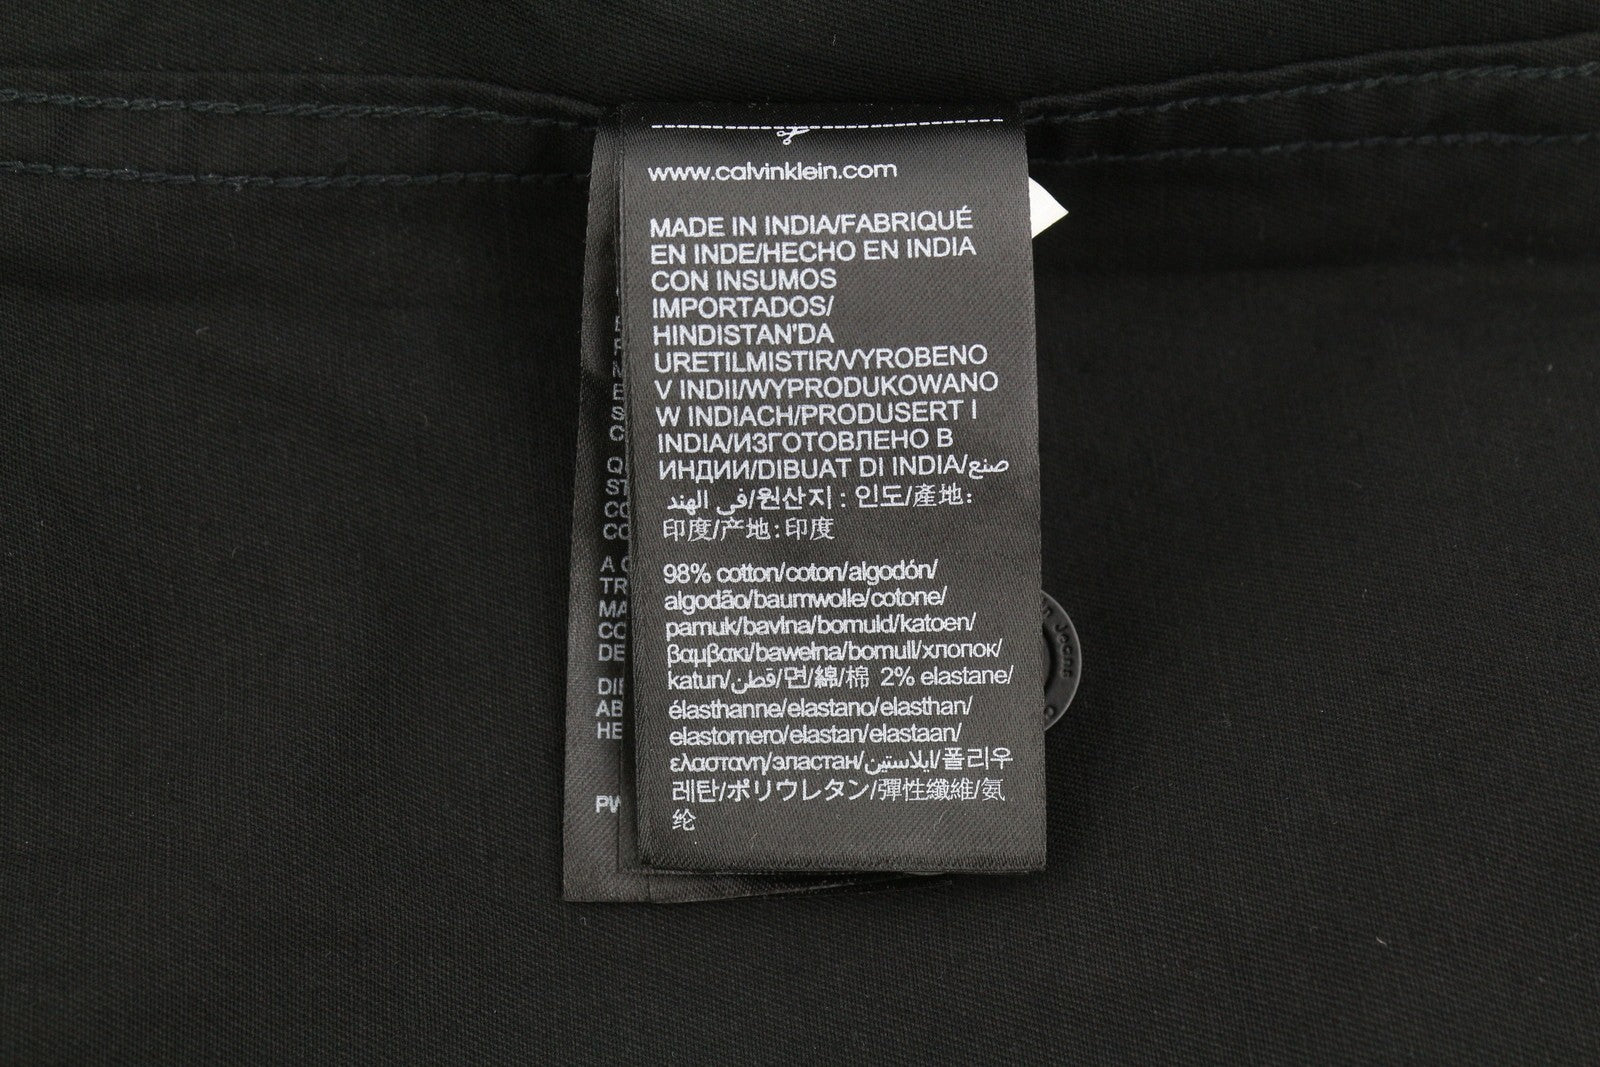 www.calvinklein.com
MADE IN INDIA/FABRIQUÉ
EN INDE/HECHO EN INDIA
CON INSUMOS
IMPORTADOS/
HINDISTAN'DA
URETILMISTIR/VYROBENO
V INDII/WYPRODUKOWANO
W INDIACH/PRODUSERT I
INDIA/ИЗГОТОВЛЕНО В
ИНДИИ/DIBUAT DI INDIA/صنع
في الهند/원산지 : 인도/產地:
印度/产地:印度
98% cotton/coton/algodón/
algodão/baumwolle/cotone/
pamuk/bavlna/bomuld/katoen/
βαμβακι/bawełna/bomull/хлопок/
katun/قطن/면/綿/棉 2% elastane/
élasthanne/elastano/elasthan/
elastomero/elastan/elastaan/
ελαστανη/эластан/ايلاستين/폴리우
레탄/ポリウレタン/彈性纖維/氨
纶
Jeans